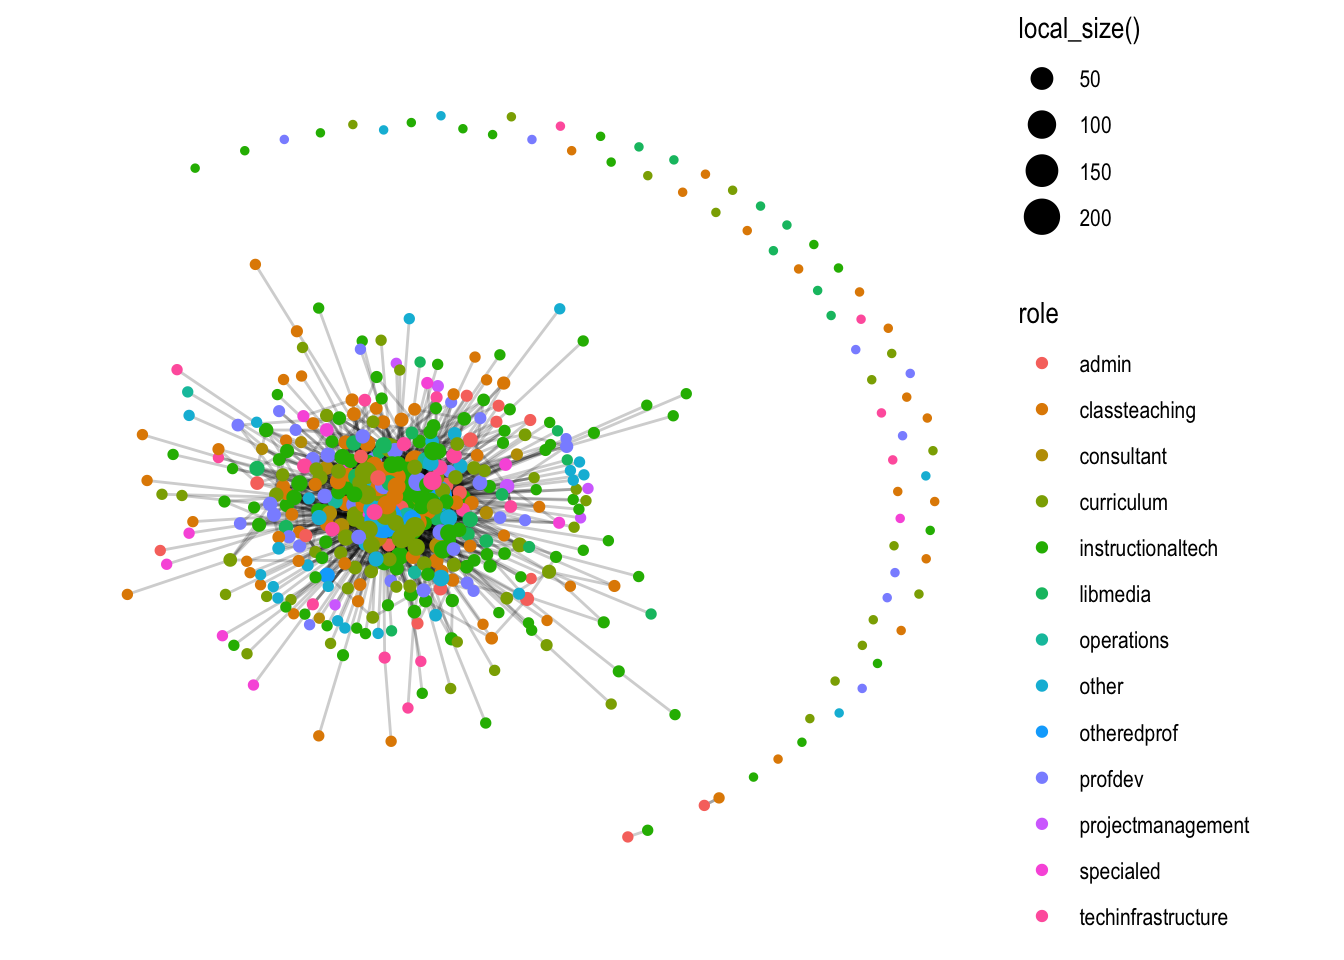 local_size()
50
100
150
200
role
admin
classteaching
consultant
curriculum
instructionaltech
libmedia
operations
other
otheredprof
profdev
projectmanagement
specialed
techinfrastructure